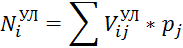 N_i^{УЛ} = ∑ V_{ij}^{УЛ} * p_j